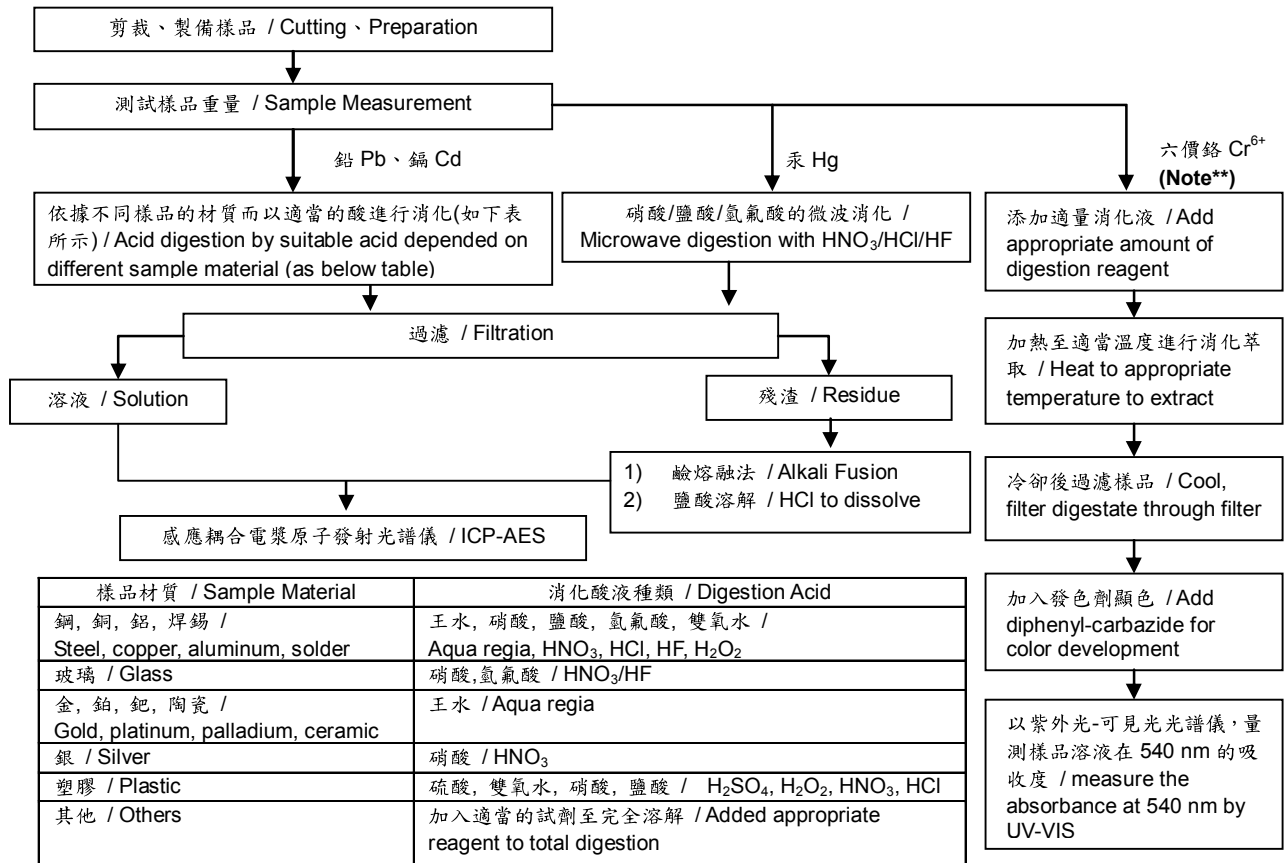 剪裁、製備樣品 / Cutting、Preparation
測試樣品重量 / Sample Measurement
鉛 Pb、鎘 Cd
汞 Hg
六價鉻 Cr⁶⁺
(Note**)
依據不同樣品的材質而以適當的酸進行消化(如下表
所示) / Acid digestion by suitable acid depended on
different sample material (as below table)
硝酸/鹽酸/氫氟酸的微波消化 /
Microwave digestion with HNO₃/HCl/HF
添加適量消化液 / Add
appropriate amount of
digestion reagent
過濾 / Filtration
加熱至適當溫度進行消化萃
取 / Heat to appropriate
temperature to extract
溶液 / Solution
殘渣 / Residue
1) 鹼熔融法 / Alkali Fusion
2) 鹽酸溶解 / HCl to dissolve
冷卻後過濾樣品 / Cool,
filter digestate through filter
感應耦合電漿原子發射光譜儀 / ICP-AES
加入發色劑顯色 / Add
diphenyl-carbazide for
color development
以紫外光-可見光光譜儀，量
測樣品溶液在 540 nm 的吸
收度 / measure the
absorbance at 540 nm by
UV-VIS
樣品材質 / Sample Material
消化酸液種類 / Digestion Acid
鋼, 銅, 鋁, 焊錫 /
Steel, copper, aluminum, solder
王水, 硝酸, 鹽酸, 氫氟酸, 雙氧水 /
Aqua regia, HNO₃, HCl, HF, H₂O₂
玻璃 / Glass
硝酸,氫氟酸 / HNO₃/HF
金, 鉑, 鈀, 陶瓷 /
Gold, platinum, palladium, ceramic
王水 / Aqua regia
銀 / Silver
硝酸 / HNO₃
塑膠 / Plastic
硫酸, 雙氧水, 硝酸, 鹽酸 / H₂SO₄, H₂O₂, HNO₃, HCl
其他 / Others
加入適當的試劑至完全溶解 / Added appropriate
reagent to total digestion